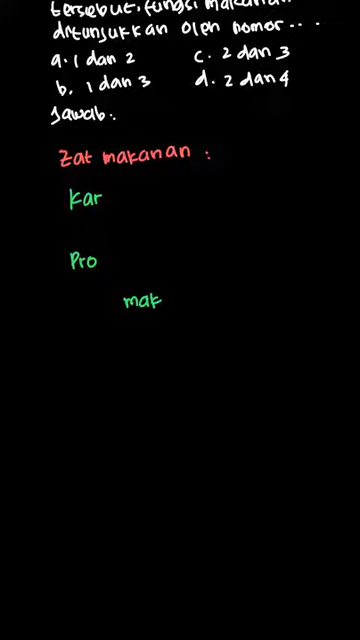 tersebut, fungsi makanan
ditunjukkan oleh nomor ....
a. 1 dan 2 c. 2 dan 3
b. 1 dan 3 d. 2 dan 4
Jawab:
Zat makanan :
Kar
Pro
mak